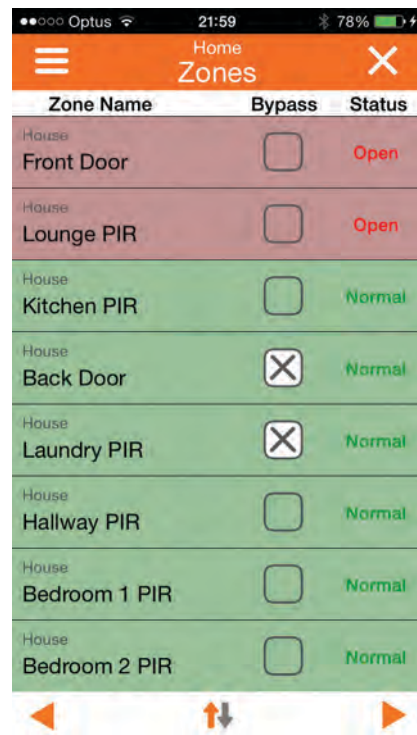 Optus 21:59 78%
Home
Zones
Zone Name Bypass Status
House
Front Door Open
House
Lounge PIR Open
House
Kitchen PIR Normal
House
Back Door Normal
House
Laundry PIR Normal
House
Hallway PIR Normal
House
Bedroom 1 PIR Normal
House
Bedroom 2 PIR Normal